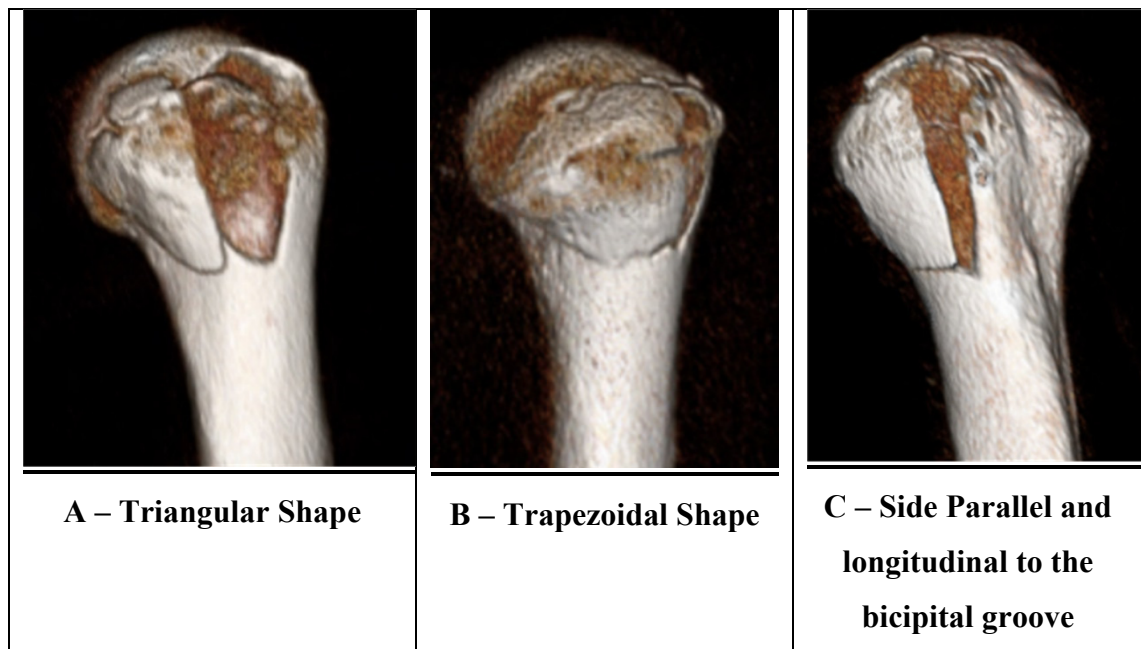 A – Triangular Shape
B – Trapezoidal Shape
C – Side Parallel and
longitudinal to the
bicipital groove